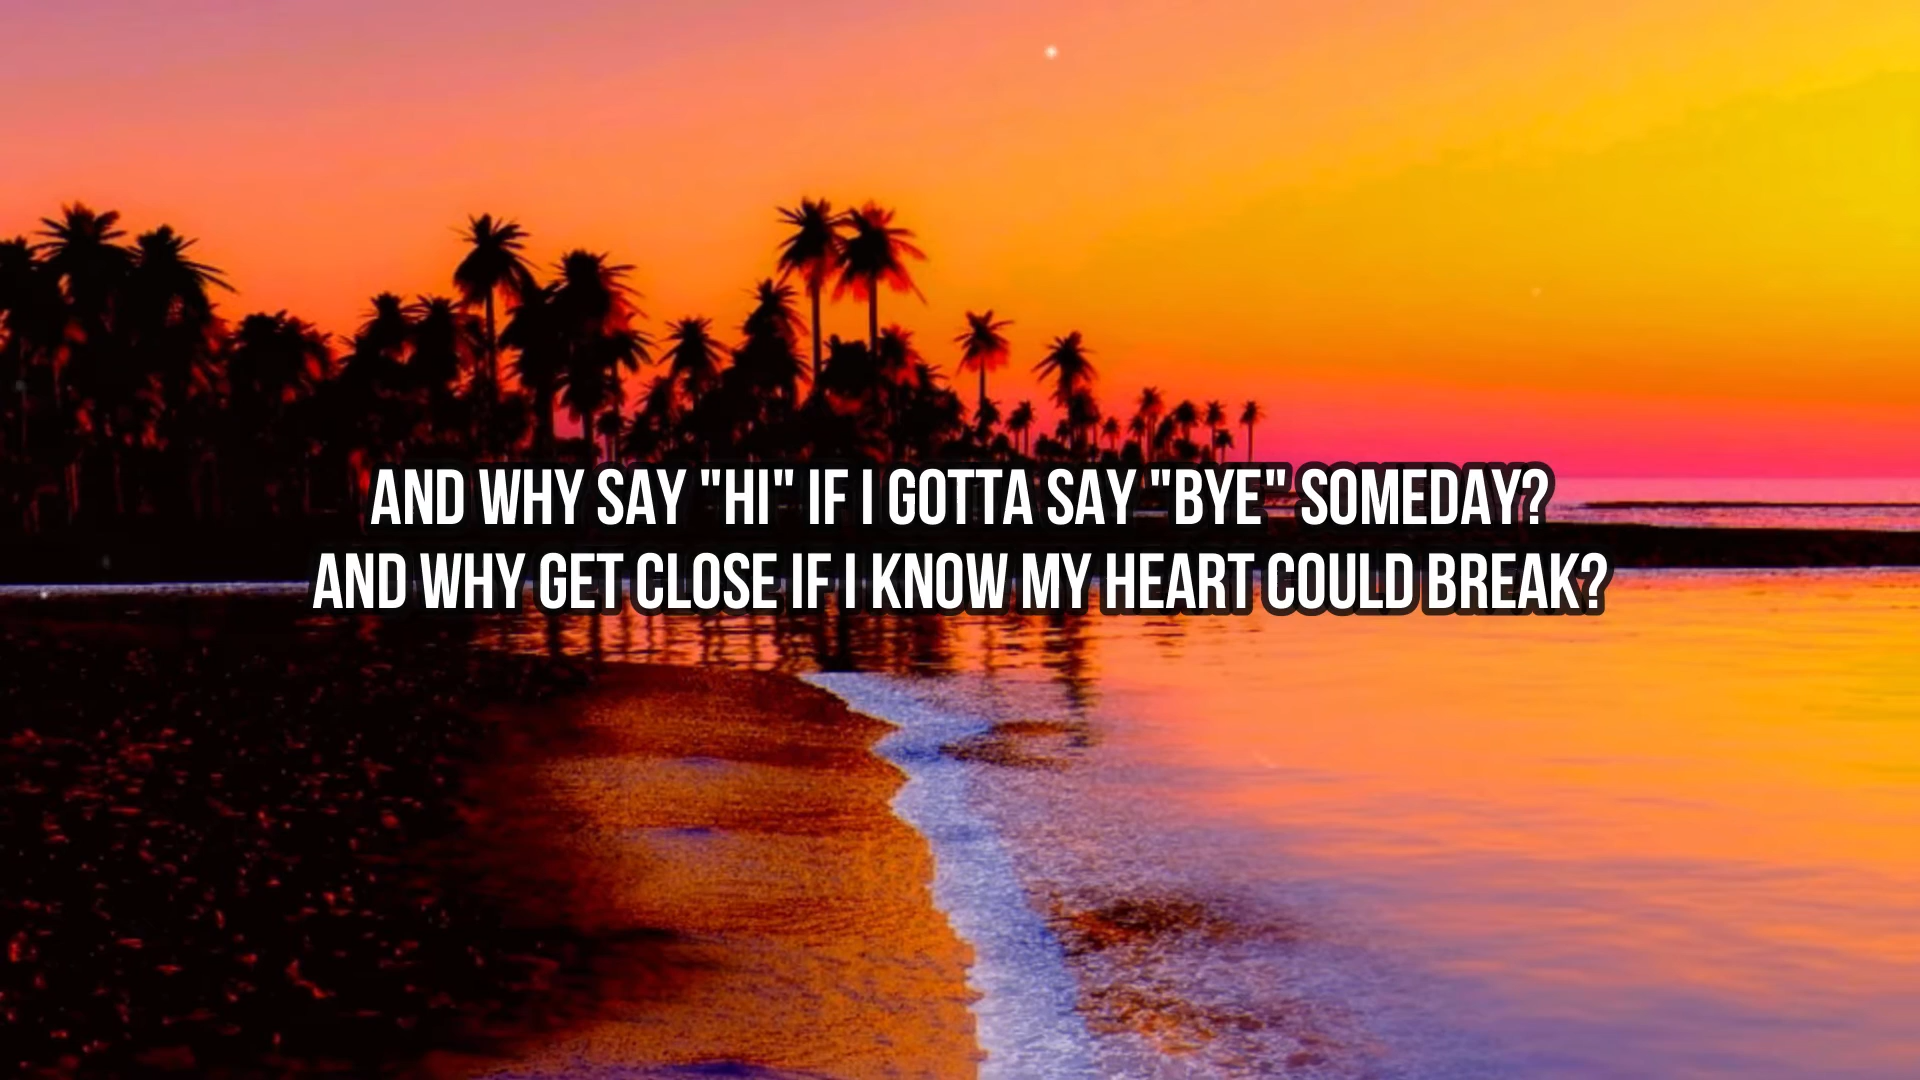 AND WHY SAY "HI" IF I GOTTA SAY "BYE" SOMEDAY?
AND WHY GET CLOSE IF I KNOW MY HEART COULD BREAK?